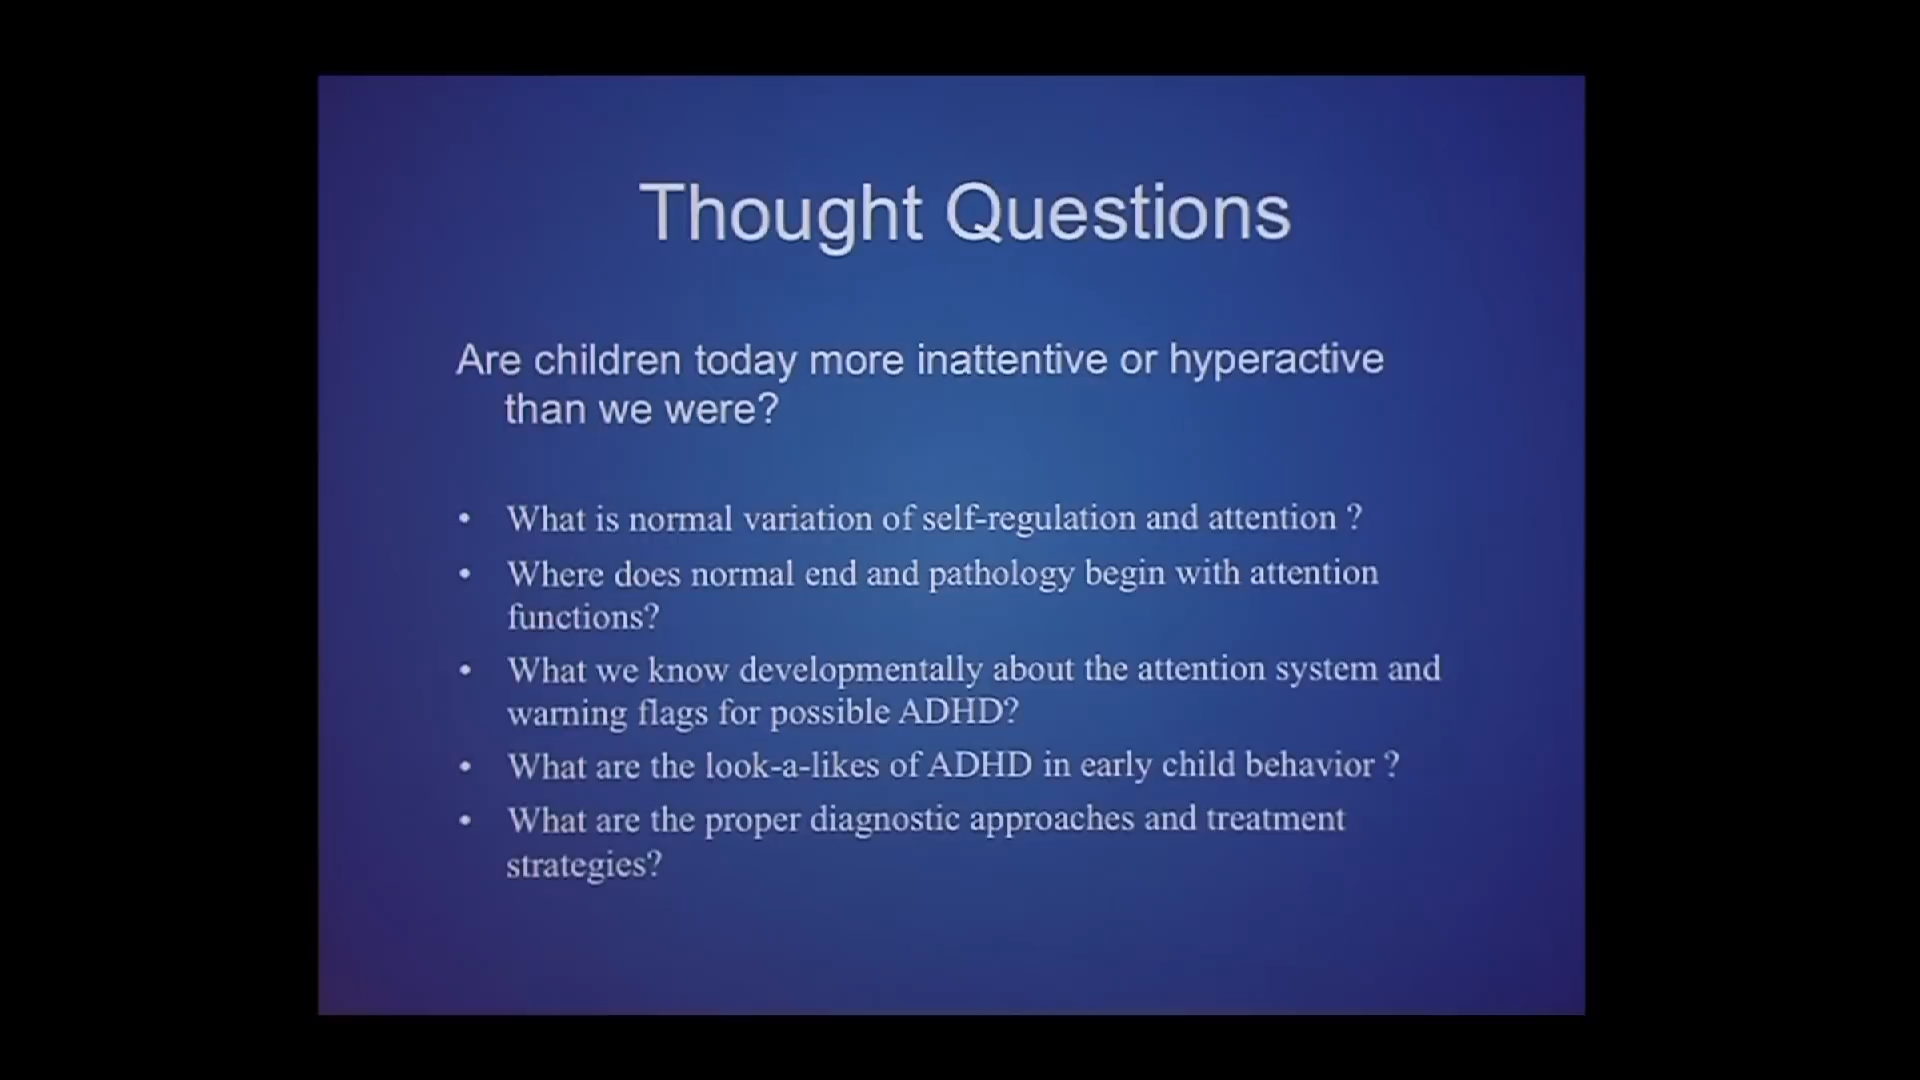 Thought Questions
Are children today more inattentive or hyperactive
than we were?
• What is normal variation of self-regulation and attention ?
• Where does normal end and pathology begin with attention
functions?
• What we know developmentally about the attention system and
warning flags for possible ADHD?
• What are the look-a-likes of ADHD in early child behavior ?
• What are the proper diagnostic approaches and treatment
strategies?